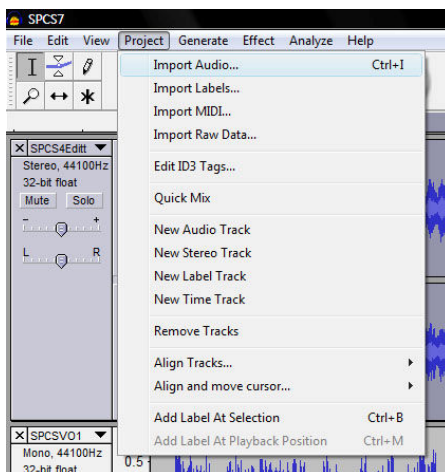 SPCS7
File Edit View Project Generate Effect Analyze Help
Import Audio... Ctrl+I
Import Labels...
Import MIDI...
Import Raw Data...
Edit ID3 Tags...
Quick Mix
New Audio Track
New Stereo Track
New Label Track
New Time Track
Remove Tracks
Align Tracks...
Align and move cursor...
Add Label At Selection Ctrl+B
Add Label At Playback Position Ctrl+M
SPCS4Editt
Stereo, 44100Hz
32-bit float
Mute Solo
- +
L R
SPCSVO1
Mono, 44100Hz
32-bit float
0.5